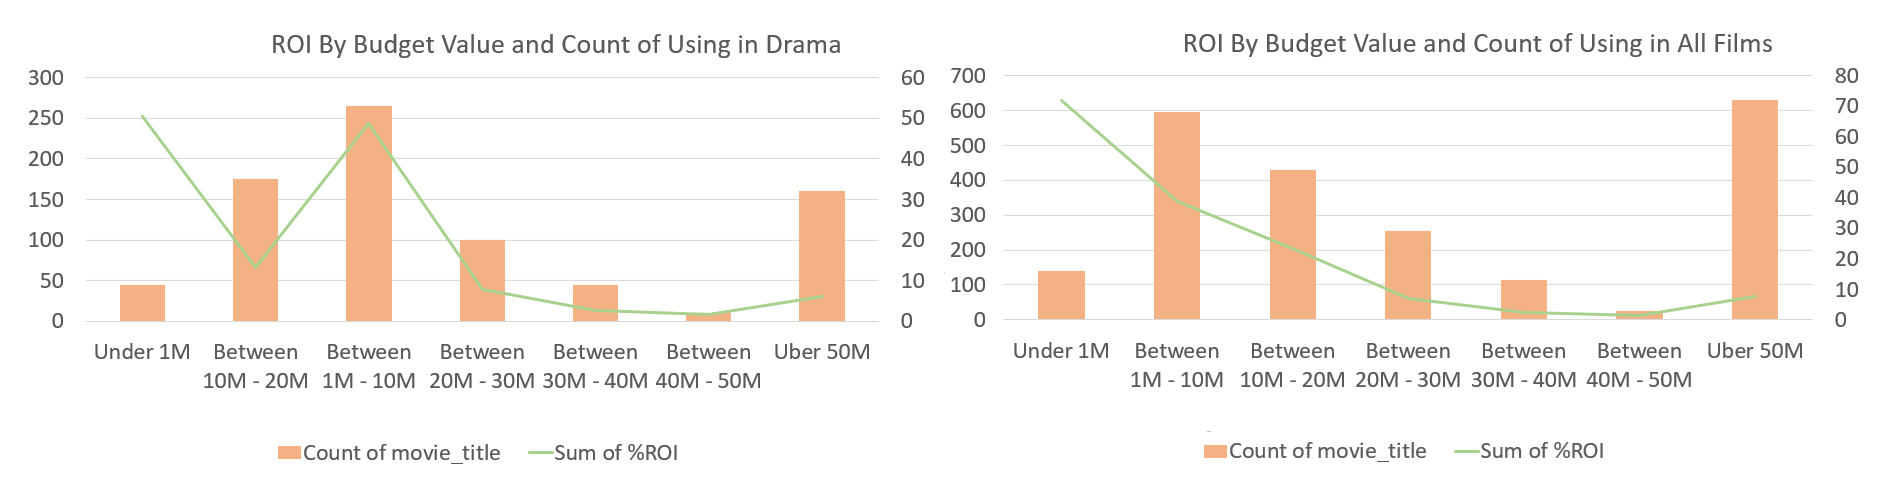 ROI By Budget Value and Count of Using in Drama
300
250
200
150
100
50
0
60
50
40
30
20
10
0
Under 1M
Between
10M - 20M
Between
1M - 10M
Between
20M - 30M
Between
30M - 40M
Between
40M - 50M
Uber 50M
Count of movie_title
Sum of %ROI
ROI By Budget Value and Count of Using in All Films
700
600
500
400
300
200
100
0
80
70
60
50
40
30
20
10
0
Under 1M
Between
1M - 10M
Between
10M - 20M
Between
20M - 30M
Between
30M - 40M
Between
40M - 50M
Uber 50M
Count of movie_title
Sum of %ROI